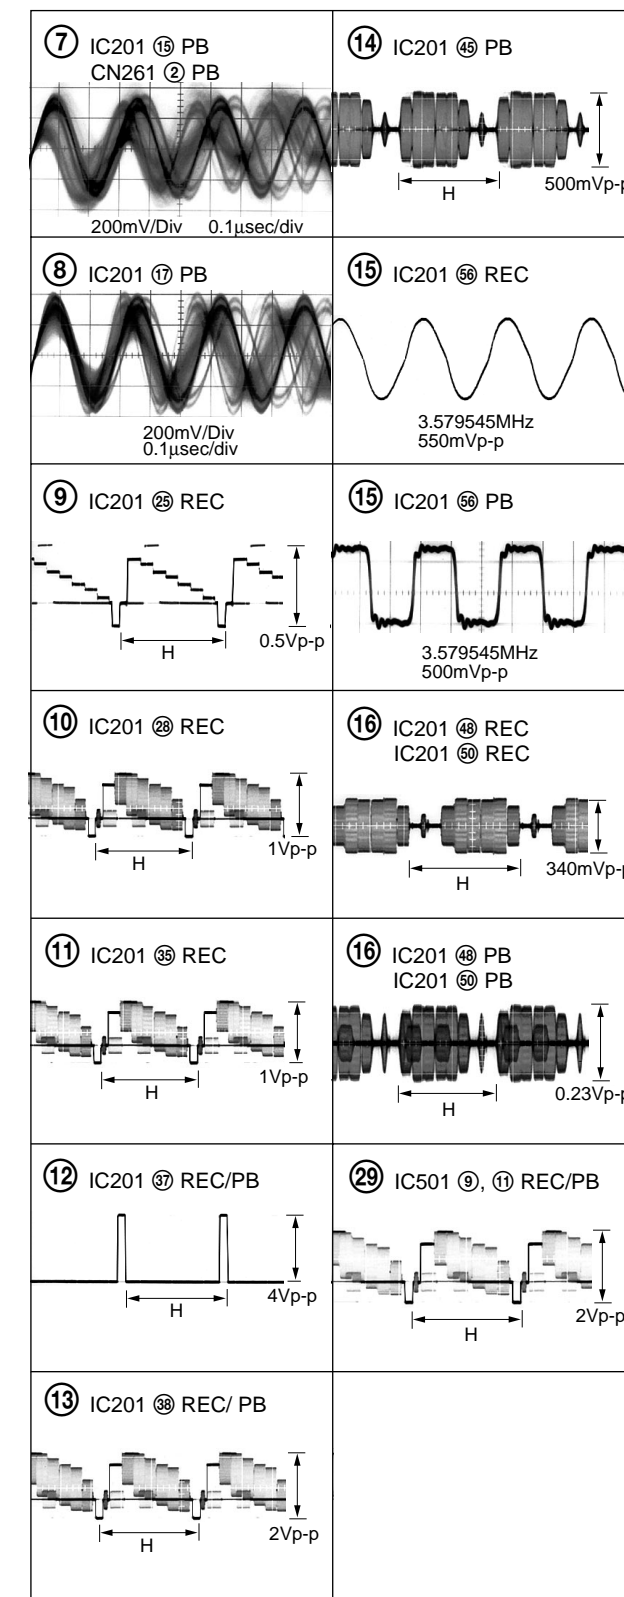 ⑦ IC201 ⑮ PB
CN261 ② PB
200mV/Div 0.1μsec/div
⑧ IC201 ⑰ PB
200mV/Div
0.1μsec/div
⑨ IC201 ㉕ REC
H
0.5Vp-p
⑩ IC201 ㉘ REC
H
1Vp-p
⑪ IC201 ㉟ REC
H
1Vp-p
⑫ IC201 ㊲ REC/PB
H
4Vp-p
⑬ IC201 ㊳ REC/ PB
H
2Vp-p
⑭ IC201 ㊺ PB
H
500mVp-p
⑮ IC201 56 REC
3.579545MHz
550mVp-p
⑮ IC201 56 PB
3.579545MHz
500mVp-p
⑯ IC201 ㊽ REC
IC201 ㊿ REC
H
340mVp-p
⑯ IC201 ㊽ PB
IC201 ㊿ PB
H
0.23Vp-p
㉙ IC501 ⑨, ⑪ REC/PB
H
2Vp-p